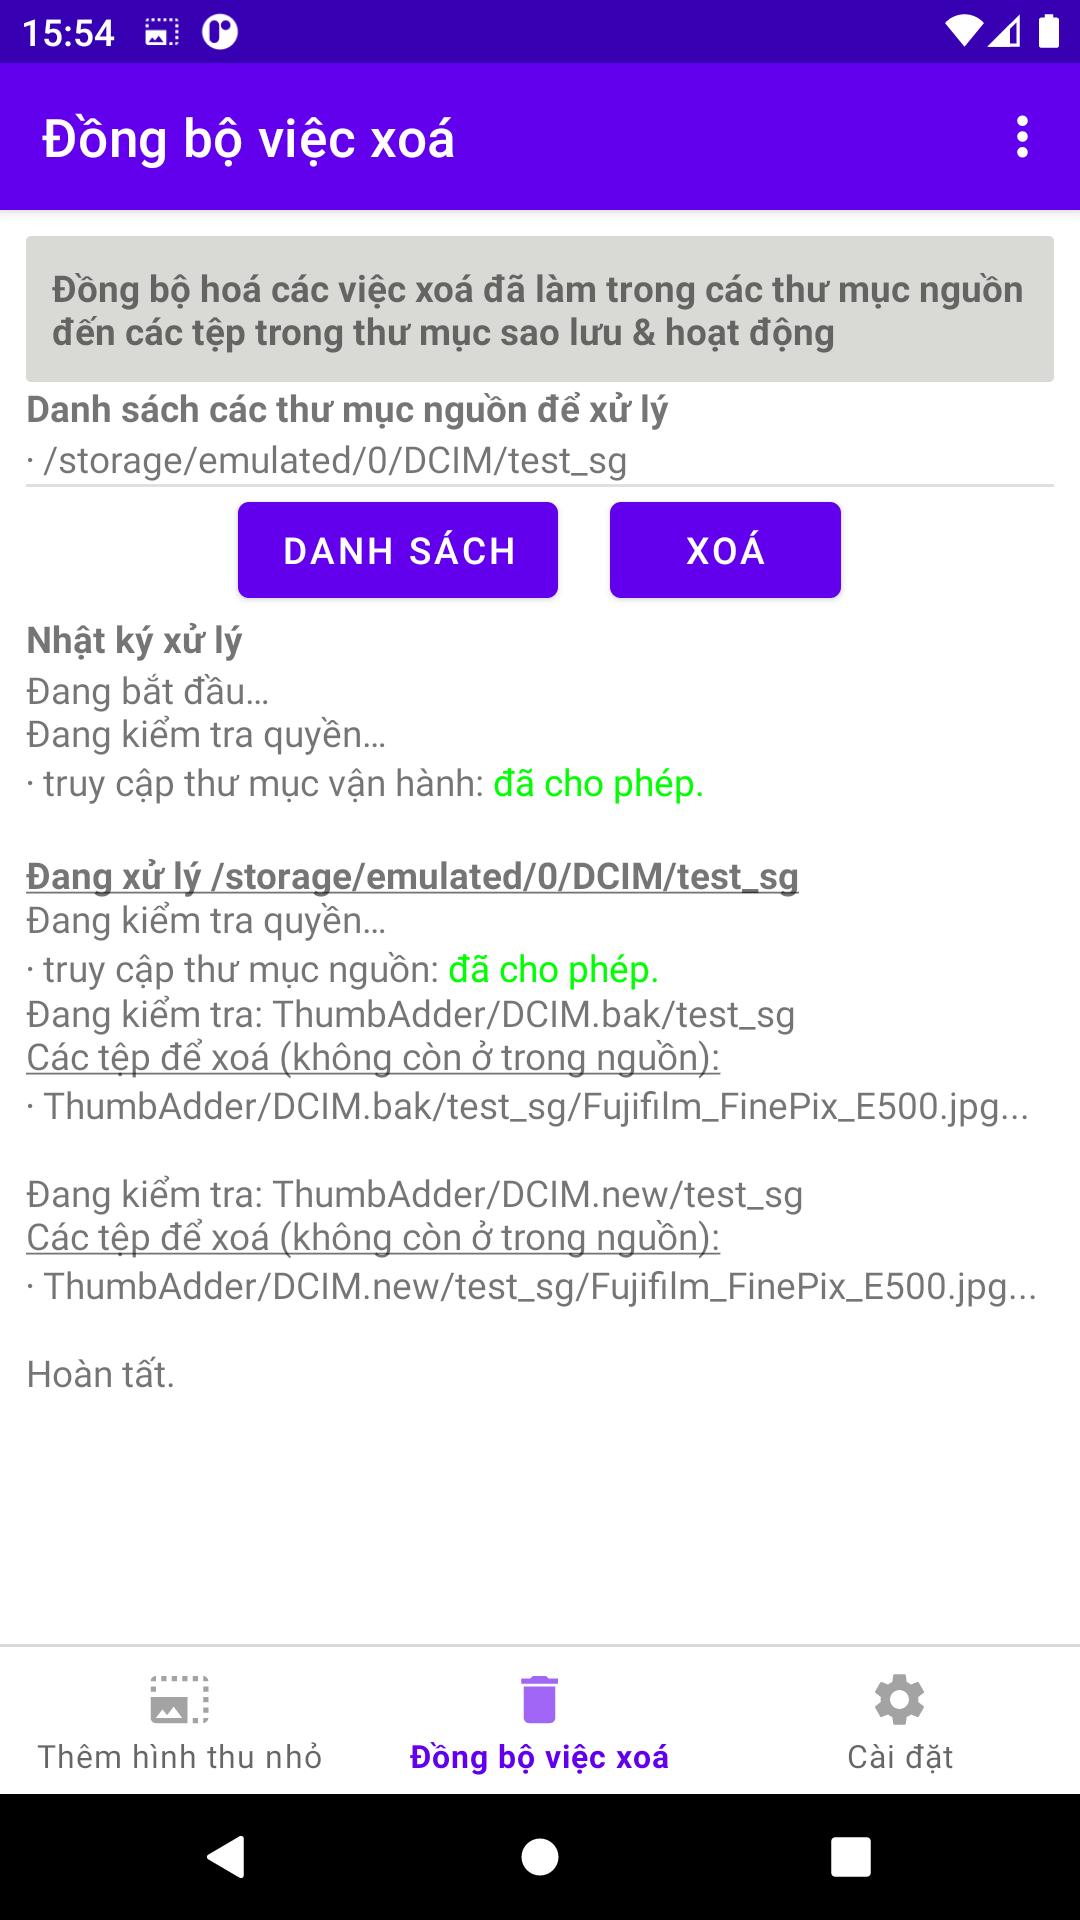 15:54
Đồng bộ việc xoá
Đồng bộ hoá các việc xoá đã làm trong các thư mục nguồn
đến các tệp trong thư mục sao lưu & hoạt động
Danh sách các thư mục nguồn để xử lý
· /storage/emulated/0/DCIM/test_sg
DANH SÁCH XOÁ
Nhật ký xử lý
Đang bắt đầu…
Đang kiểm tra quyền…
· truy cập thư mục vận hành: đã cho phép.
Đang xử lý /storage/emulated/0/DCIM/test_sg
Đang kiểm tra quyền…
· truy cập thư mục nguồn: đã cho phép.
Đang kiểm tra: ThumbAdder/DCIM.bak/test_sg
Các tệp để xoá (không còn ở trong nguồn):
· ThumbAdder/DCIM.bak/test_sg/Fujifilm_FinePix_E500.jpg...
Đang kiểm tra: ThumbAdder/DCIM.new/test_sg
Các tệp để xoá (không còn ở trong nguồn):
· ThumbAdder/DCIM.new/test_sg/Fujifilm_FinePix_E500.jpg...
Hoàn tất.
Thêm hình thu nhỏ Đồng bộ việc xoá Cài đặt